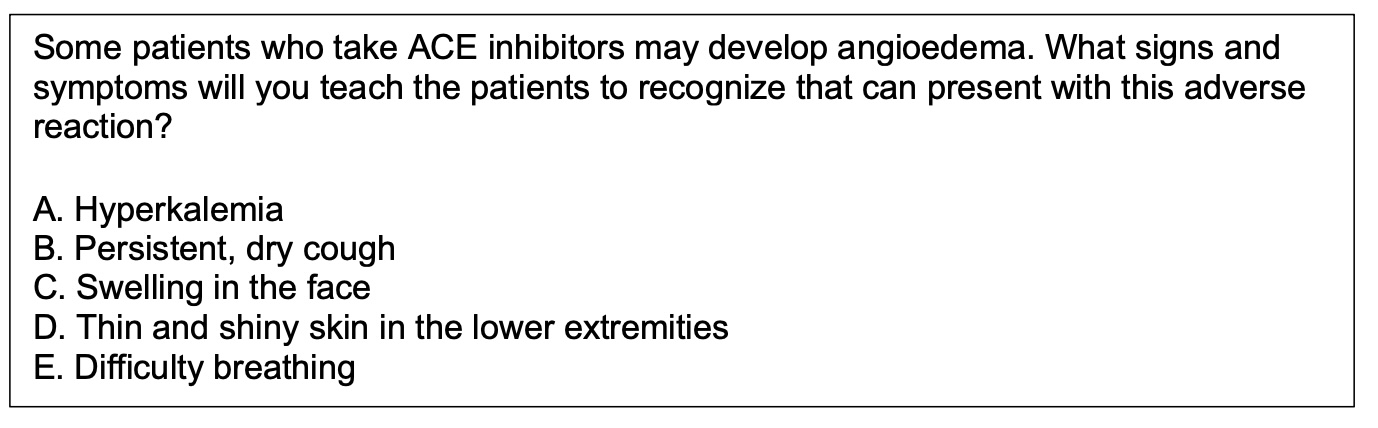 Some patients who take ACE inhibitors may develop angioedema. What signs and
symptoms will you teach the patients to recognize that can present with this adverse
reaction?
A. Hyperkalemia
B. Persistent, dry cough
C. Swelling in the face
D. Thin and shiny skin in the lower extremities
E. Difficulty breathing